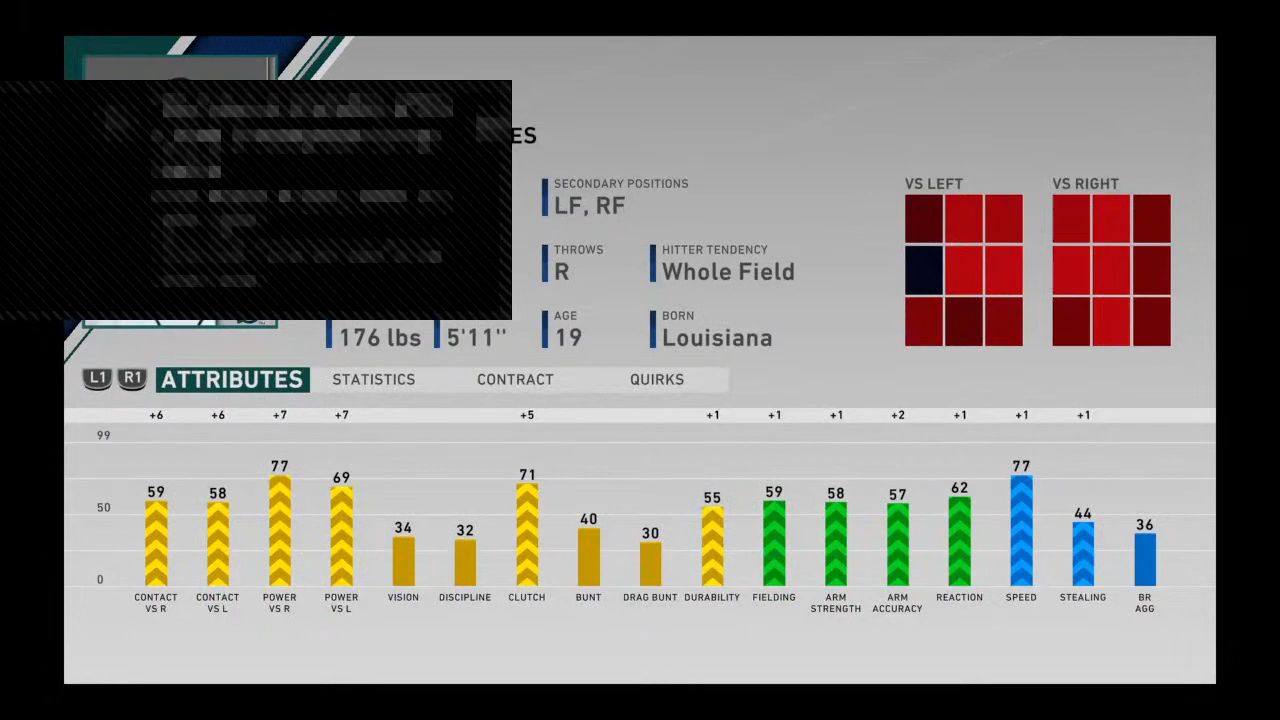 ES
SECONDARY POSITIONS
LF, RF
VS LEFT
VS RIGHT
THROWS
R
HITTER TENDENCY
Whole Field
176 lbs
5'11"
AGE
19
BORN
Louisiana
L1 R1 ATTRIBUTES STATISTICS CONTRACT QUIRKS
+6 +6 +7 +7 +5 +1 +1 +1 +2 +1 +1 +1
99
50
0
59 58 77 69 34 32 71 40 30 55 59 58 57 62 77 44 36
CONTACT VS R
CONTACT VS L
POWER VS R
POWER VS L
VISION
DISCIPLINE
CLUTCH
BUNT
DRAG BUNT
DURABILITY
FIELDING
ARM STRENGTH
ARM ACCURACY
REACTION
SPEED
STEALING
BR AGG